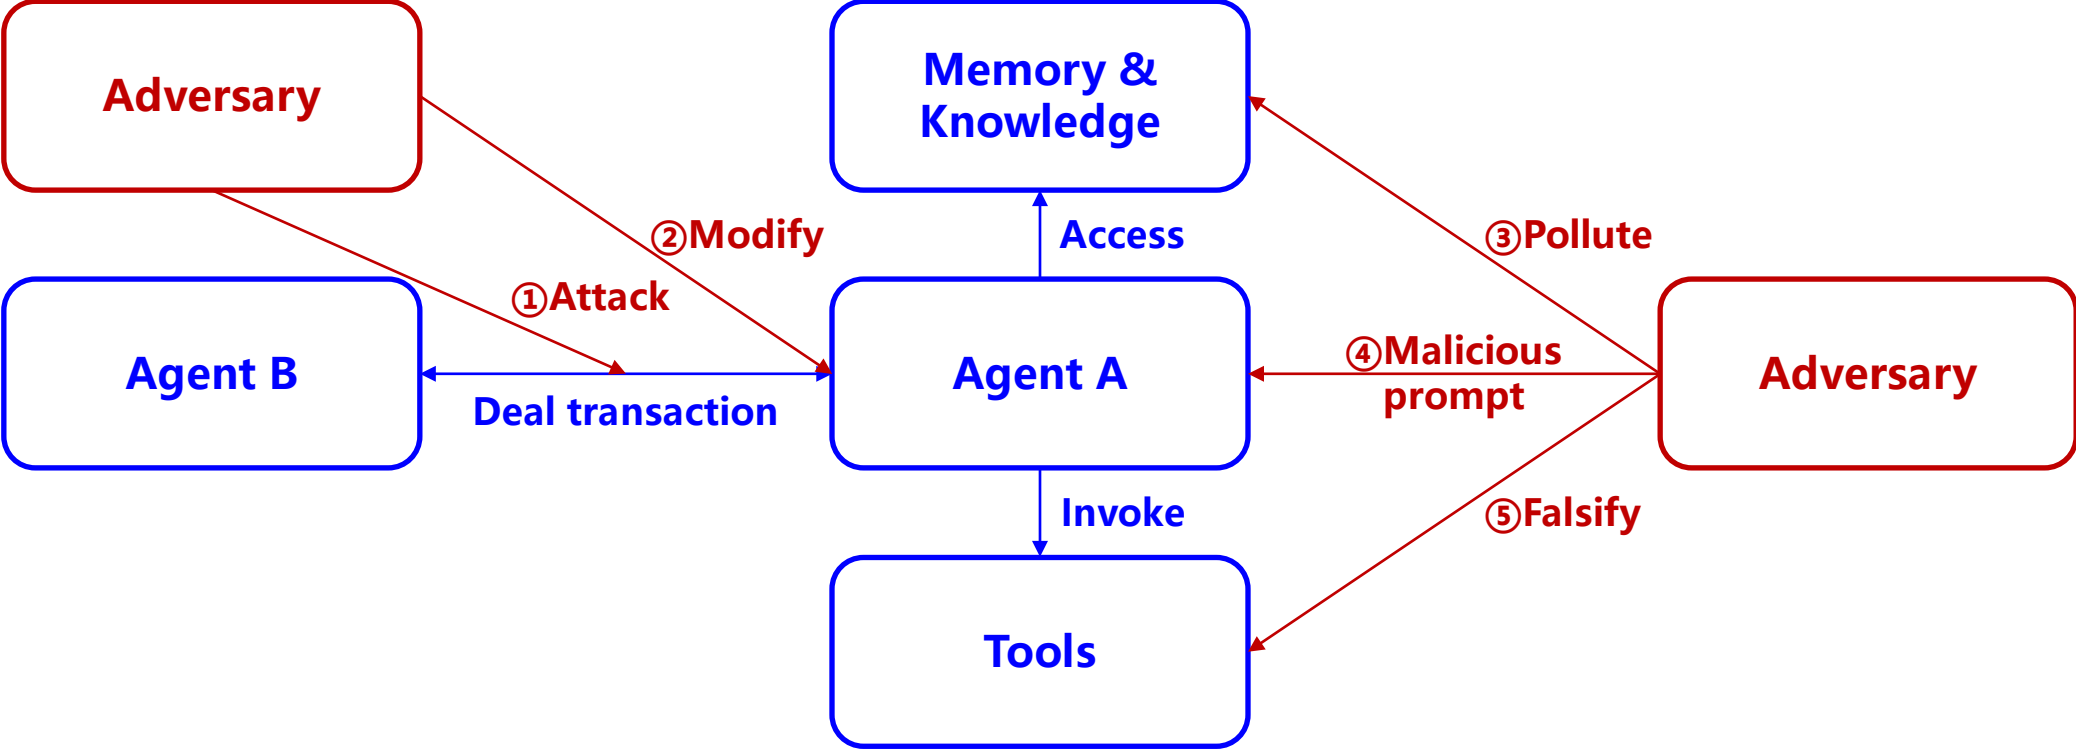 Adversary
Memory &
Knowledge
②Modify
Access
③Pollute
①Attack
④Malicious
prompt
Agent B
Agent A
Adversary
Deal transaction
Invoke
⑤Falsify
Tools